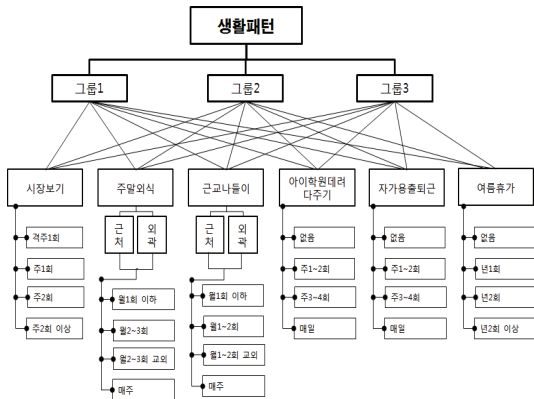 생활패턴
그룹1
그룹2
그룹3
시장보기
주말외식
근교나들이
아이학원데려
다주기
자가용출퇴근
여름휴가
근
처
외
곽
근
처
외
곽
격주1회
주1회
주2회
주2회 이상
월1회 이하
월2~3회
월2~3회 교외
매주
월1회 이하
월1~2회
월1~2회 교외
매주
없음
주1~2회
주3~4회
매일
없음
주1~2회
주3~4회
매일
없음
년1회
년2회
년2회 이상